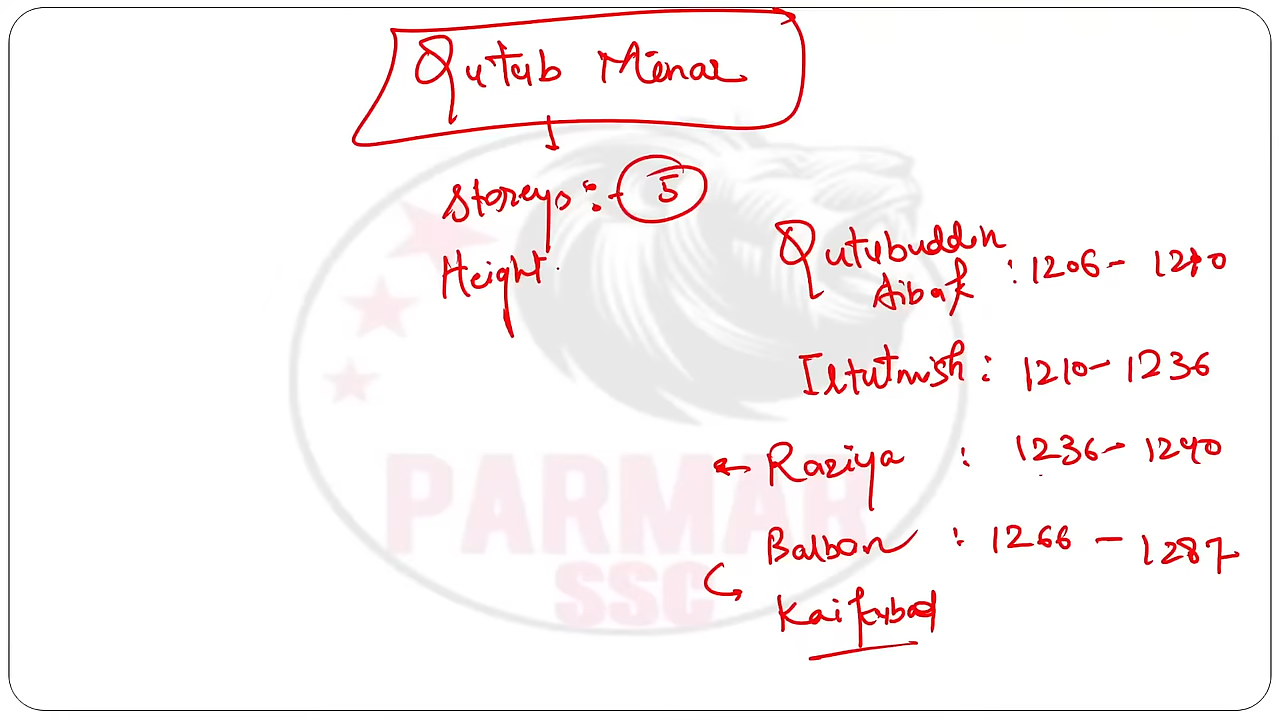 Qutub Minar
Storeys :- 5
Height
Qutubuddin
Aibak : 1206 - 1210
Iltutmish : 1210 - 1236
Raziya : 1236 - 1240
Balban : 1266 - 1287
Kaikubad
PARMAR
SSC